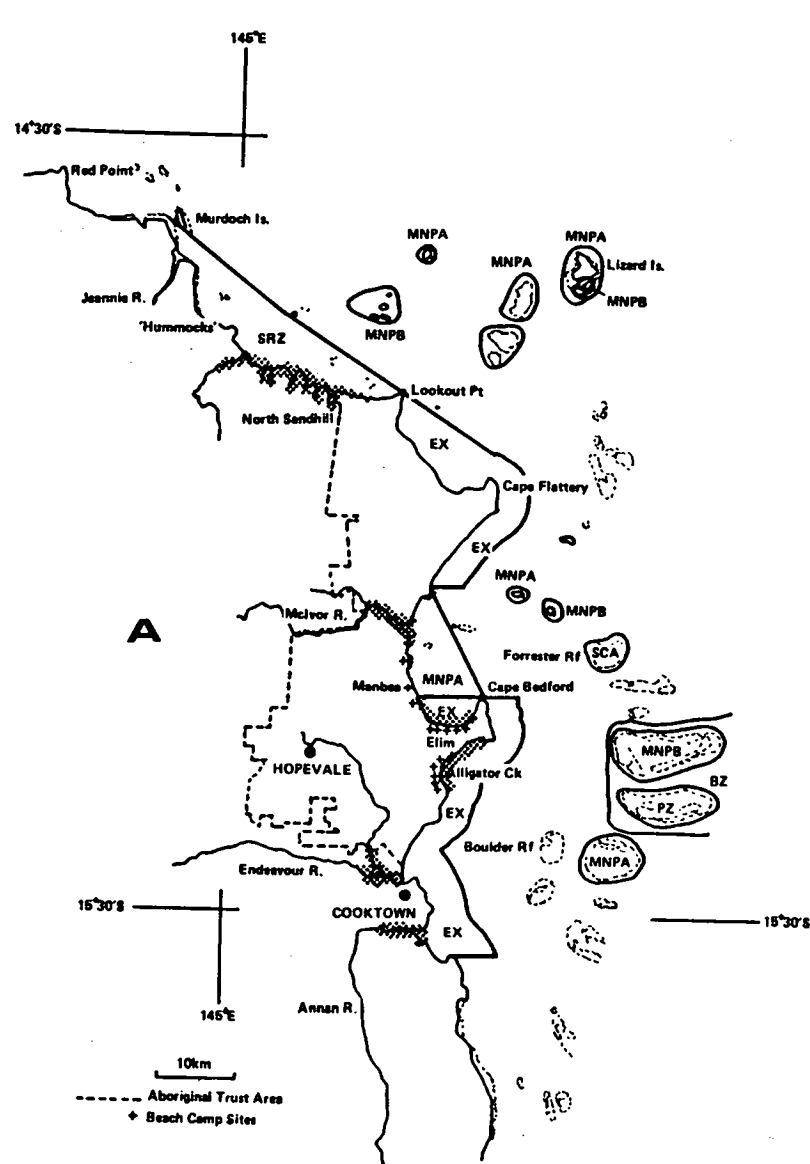 145°E
14°30'S
Red Point
Murdoch Is.
MNPA
MNPA
MNPA
Lizard Is.
MNPB
Jeannie R.
MNPB
'Hummocks'
SRZ
Lookout Pt
North Sandhill
EX
Cape Flattery
EX
MNPA
MNPB
McIvor R.
A
Forrester Rf
SCA
MNPA
Manbea
Cape Bedford
EX
Elim
MNPB
HOPEVALE
Alligator Ck
BZ
PZ
EX
Boulder Rf
MNPA
Endeavour R.
15°30'S
COOKTOWN
15°30'S
EX
Annan R.
145°E
10km
Aboriginal Trust Area
Beach Camp Sites